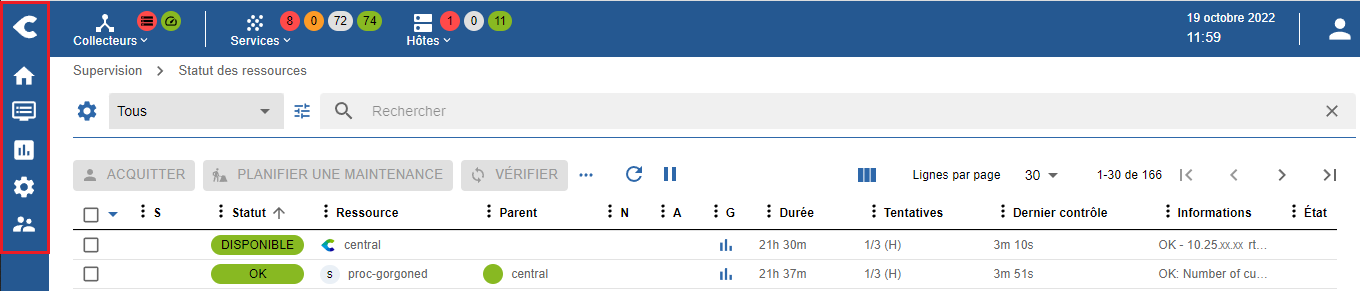 Collecteurs Services 8 0 72 74 Hôtes 1 0 11 19 octobre 2022
11:59
Supervision > Statut des ressources
Tous Rechercher
ACQUITTER PLANIFIER UNE MAINTENANCE VÉRIFIER ... Lignes par page 30 1-30 de 166
S Statut Ressource Parent N A G Durée Tentatives Dernier contrôle Informations État
DISPONIBLE central 21h 30m 1/3 (H) 3m 10s OK - 10.25.xx.xx rt...
OK s proc-gorgoned central 21h 37m 1/3 (H) 3m 51s OK: Number of cu...